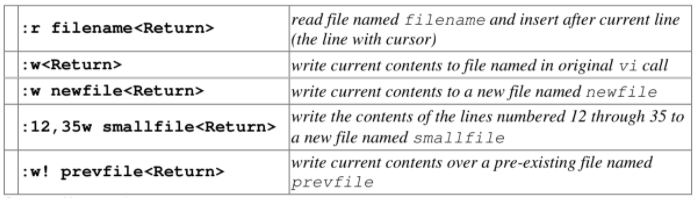 :r filename<Return>
read file named filename and insert after current line
(the line with cursor)
:w<Return>
write current contents to file named in original vi call
:w newfile<Return>
write current contents to a new file named newfile
:12,35w smallfile<Return>
write the contents of the lines numbered 12 through 35 to
a new file named smallfile
:w! prevfile<Return>
write current contents over a pre-existing file named
prevfile